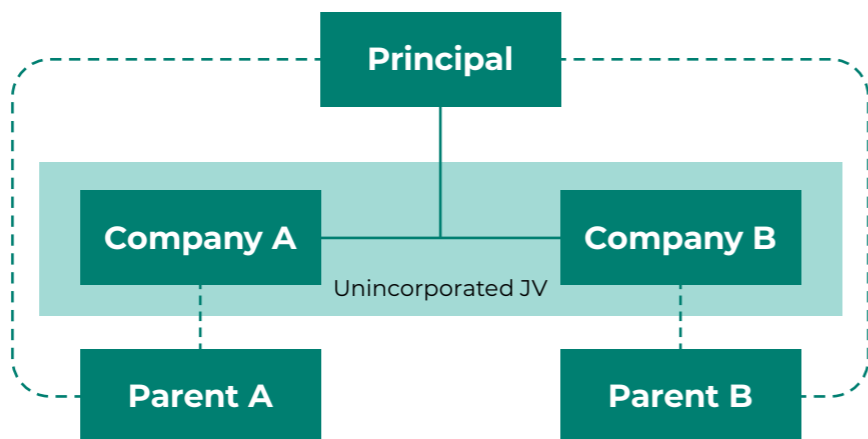 Principal
Company A
Company B
Unincorporated JV
Parent A
Parent B